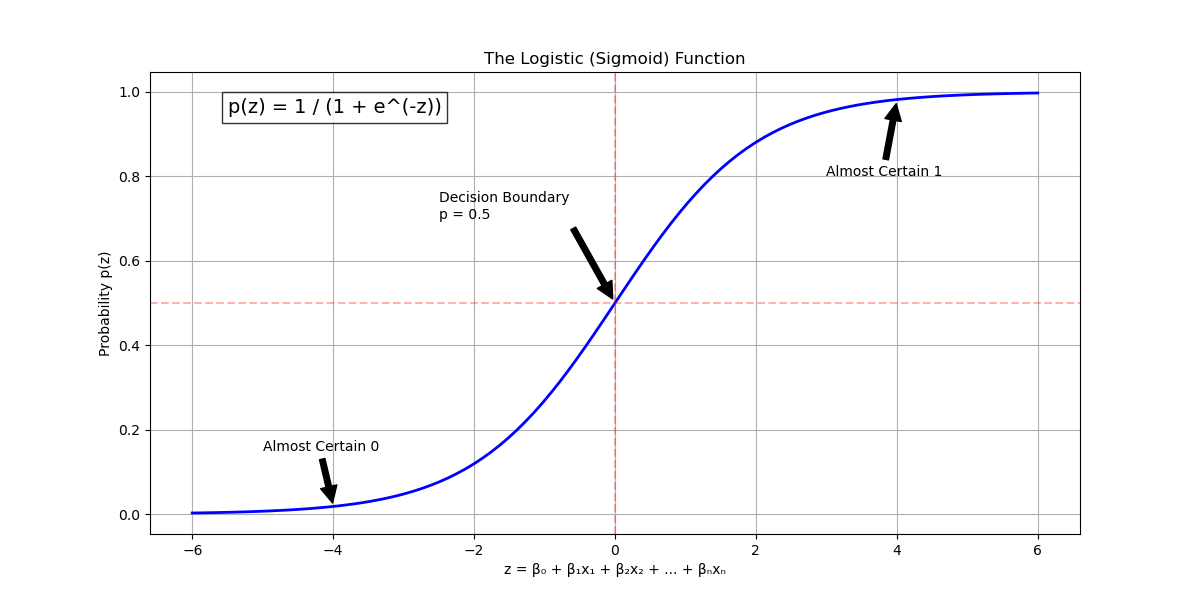 The Logistic (Sigmoid) Function
p(z) = 1 / (1 + e^(-z))
Decision Boundary
p = 0.5
Almost Certain 1
Almost Certain 0
Probability p(z)
1.0
0.8
0.6
0.4
0.2
0.0
−6 −4 −2 0 2 4 6
z = β₀ + β₁x₁ + β₂x₂ + ... + βₙxₙ